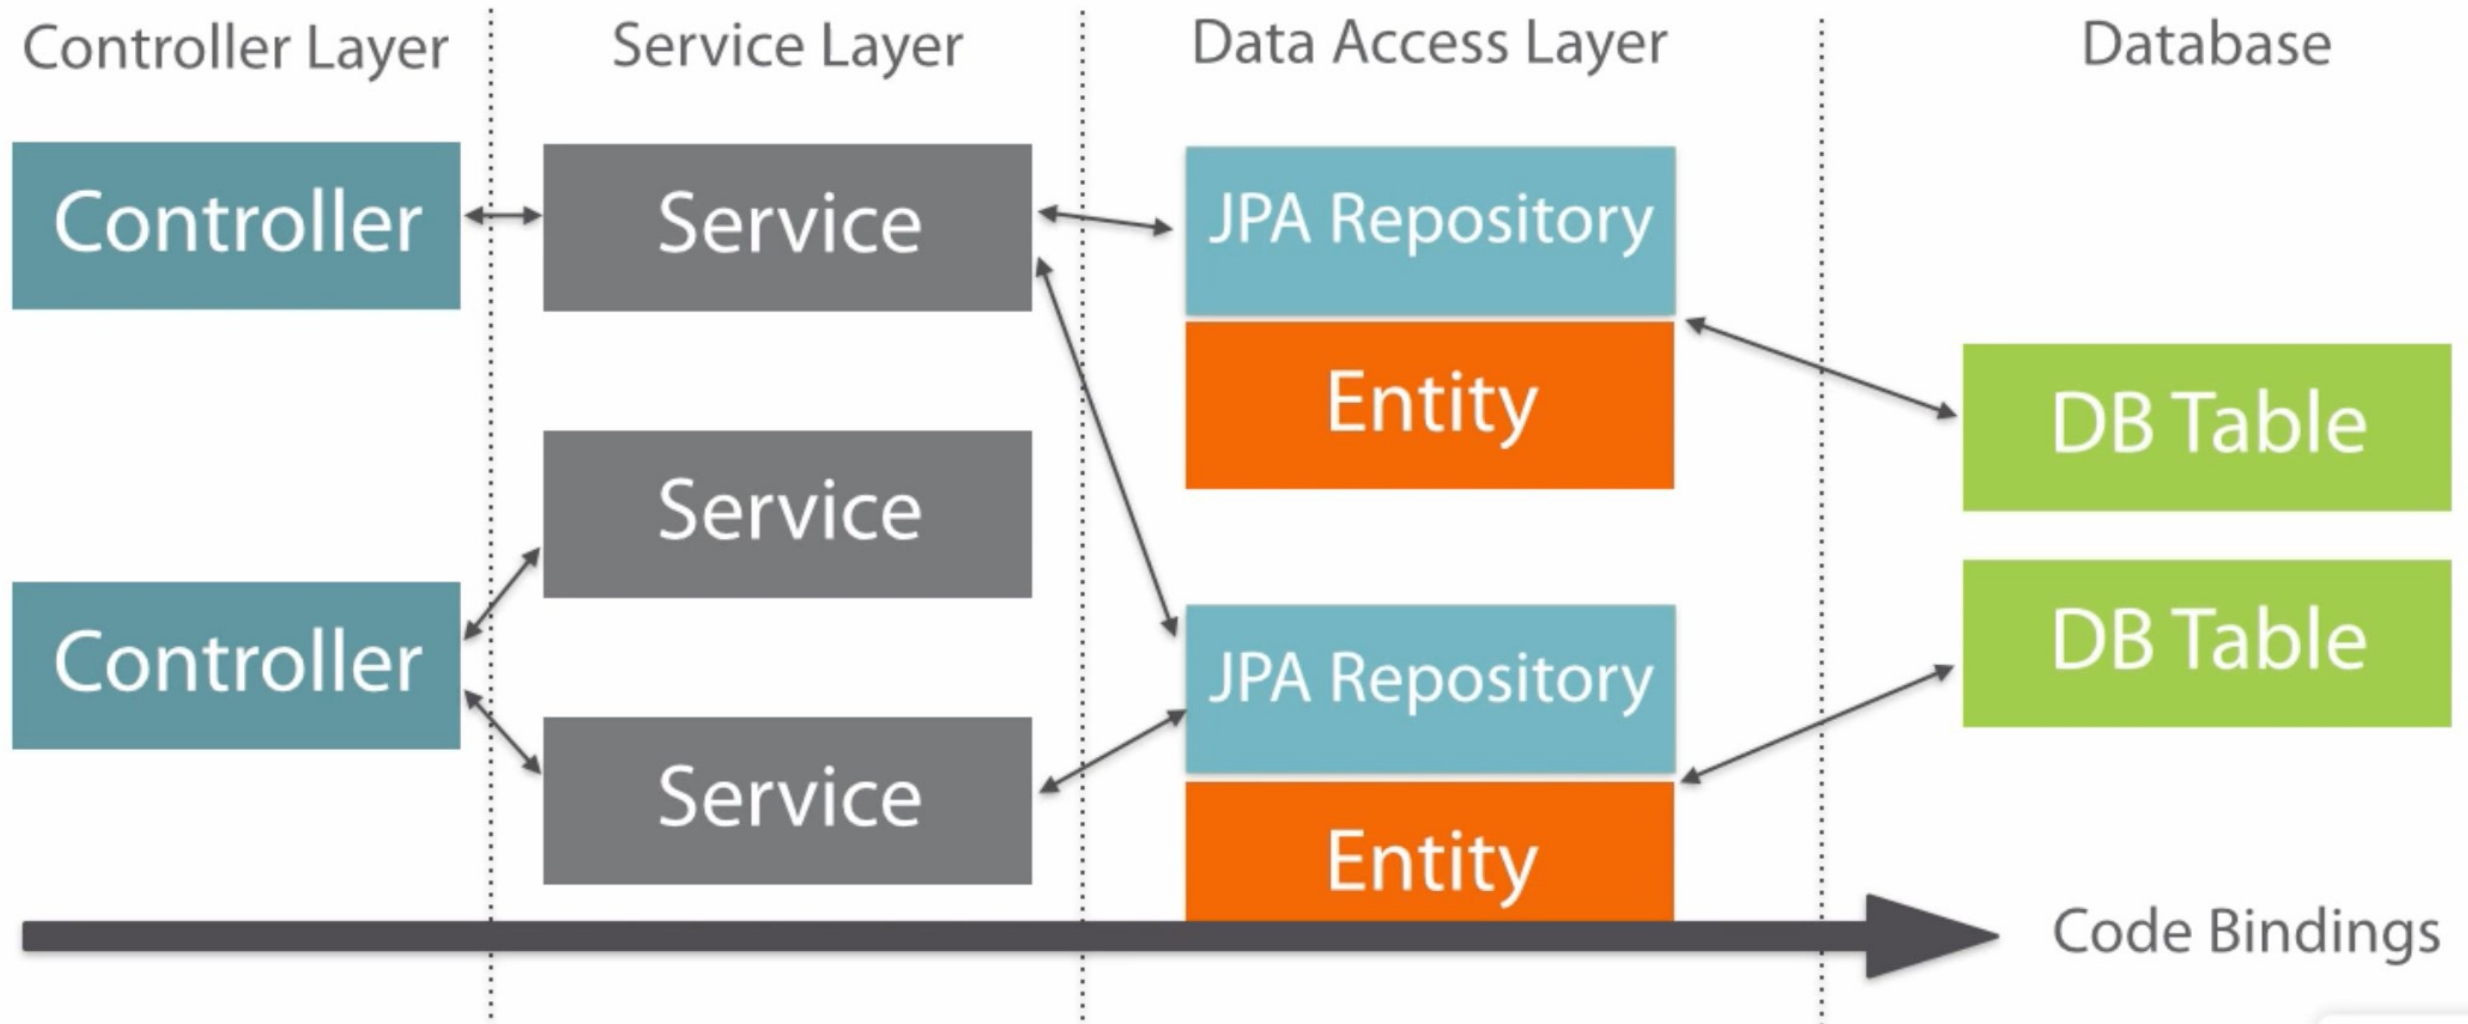 Controller Layer
Service Layer
Data Access Layer
Database
Controller
Service
JPA Repository
Entity
DB Table
Service
Controller
DB Table
JPA Repository
Service
Entity
Code Bindings